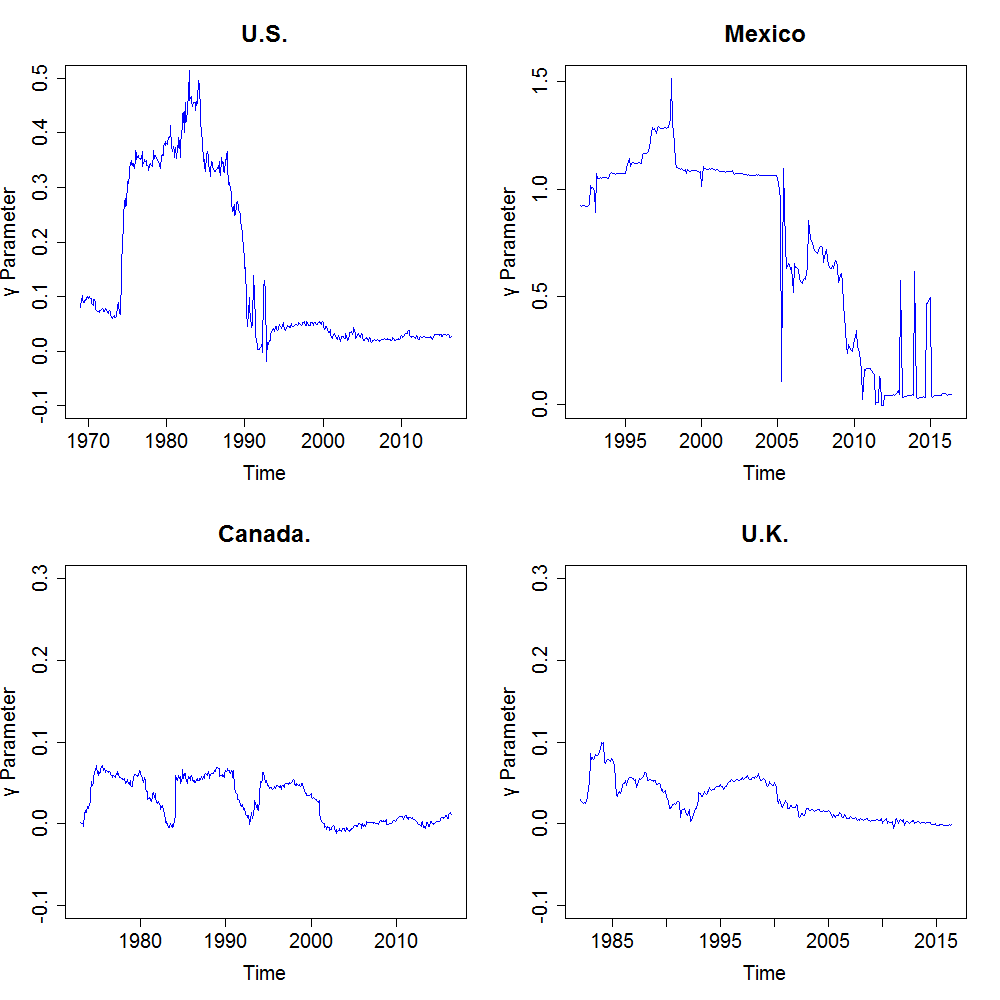 U.S.
γ Parameter
0.5
0.4
0.3
0.2
0.1
0.0
-0.1
1970 1980 1990 2000 2010
Time
Mexico
γ Parameter
1.5
1.0
0.5
0.0
1995 2000 2005 2010 2015
Time
Canada.
γ Parameter
0.3
0.2
0.1
0.0
-0.1
1980 1990 2000 2010
Time
U.K.
γ Parameter
0.3
0.2
0.1
0.0
-0.1
1985 1995 2005 2015
Time